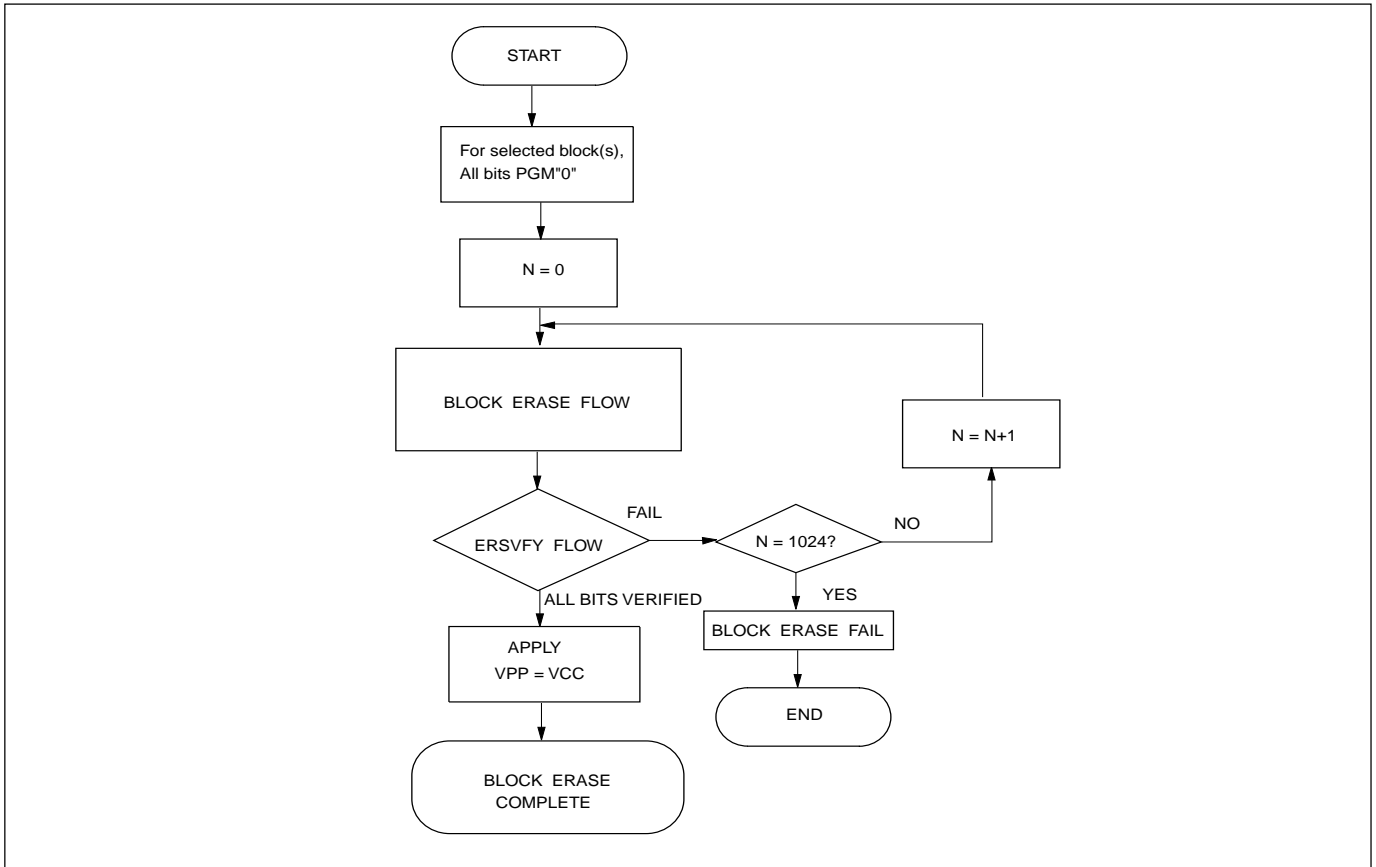 START
For selected block(s),
All bits PGM"0"
N = 0
BLOCK ERASE FLOW
N = N+1
FAIL
NO
ERSVFY FLOW
N = 1024?
ALL BITS VERIFIED
YES
APPLY
VPP = VCC
BLOCK ERASE FAIL
END
BLOCK ERASE
COMPLETE